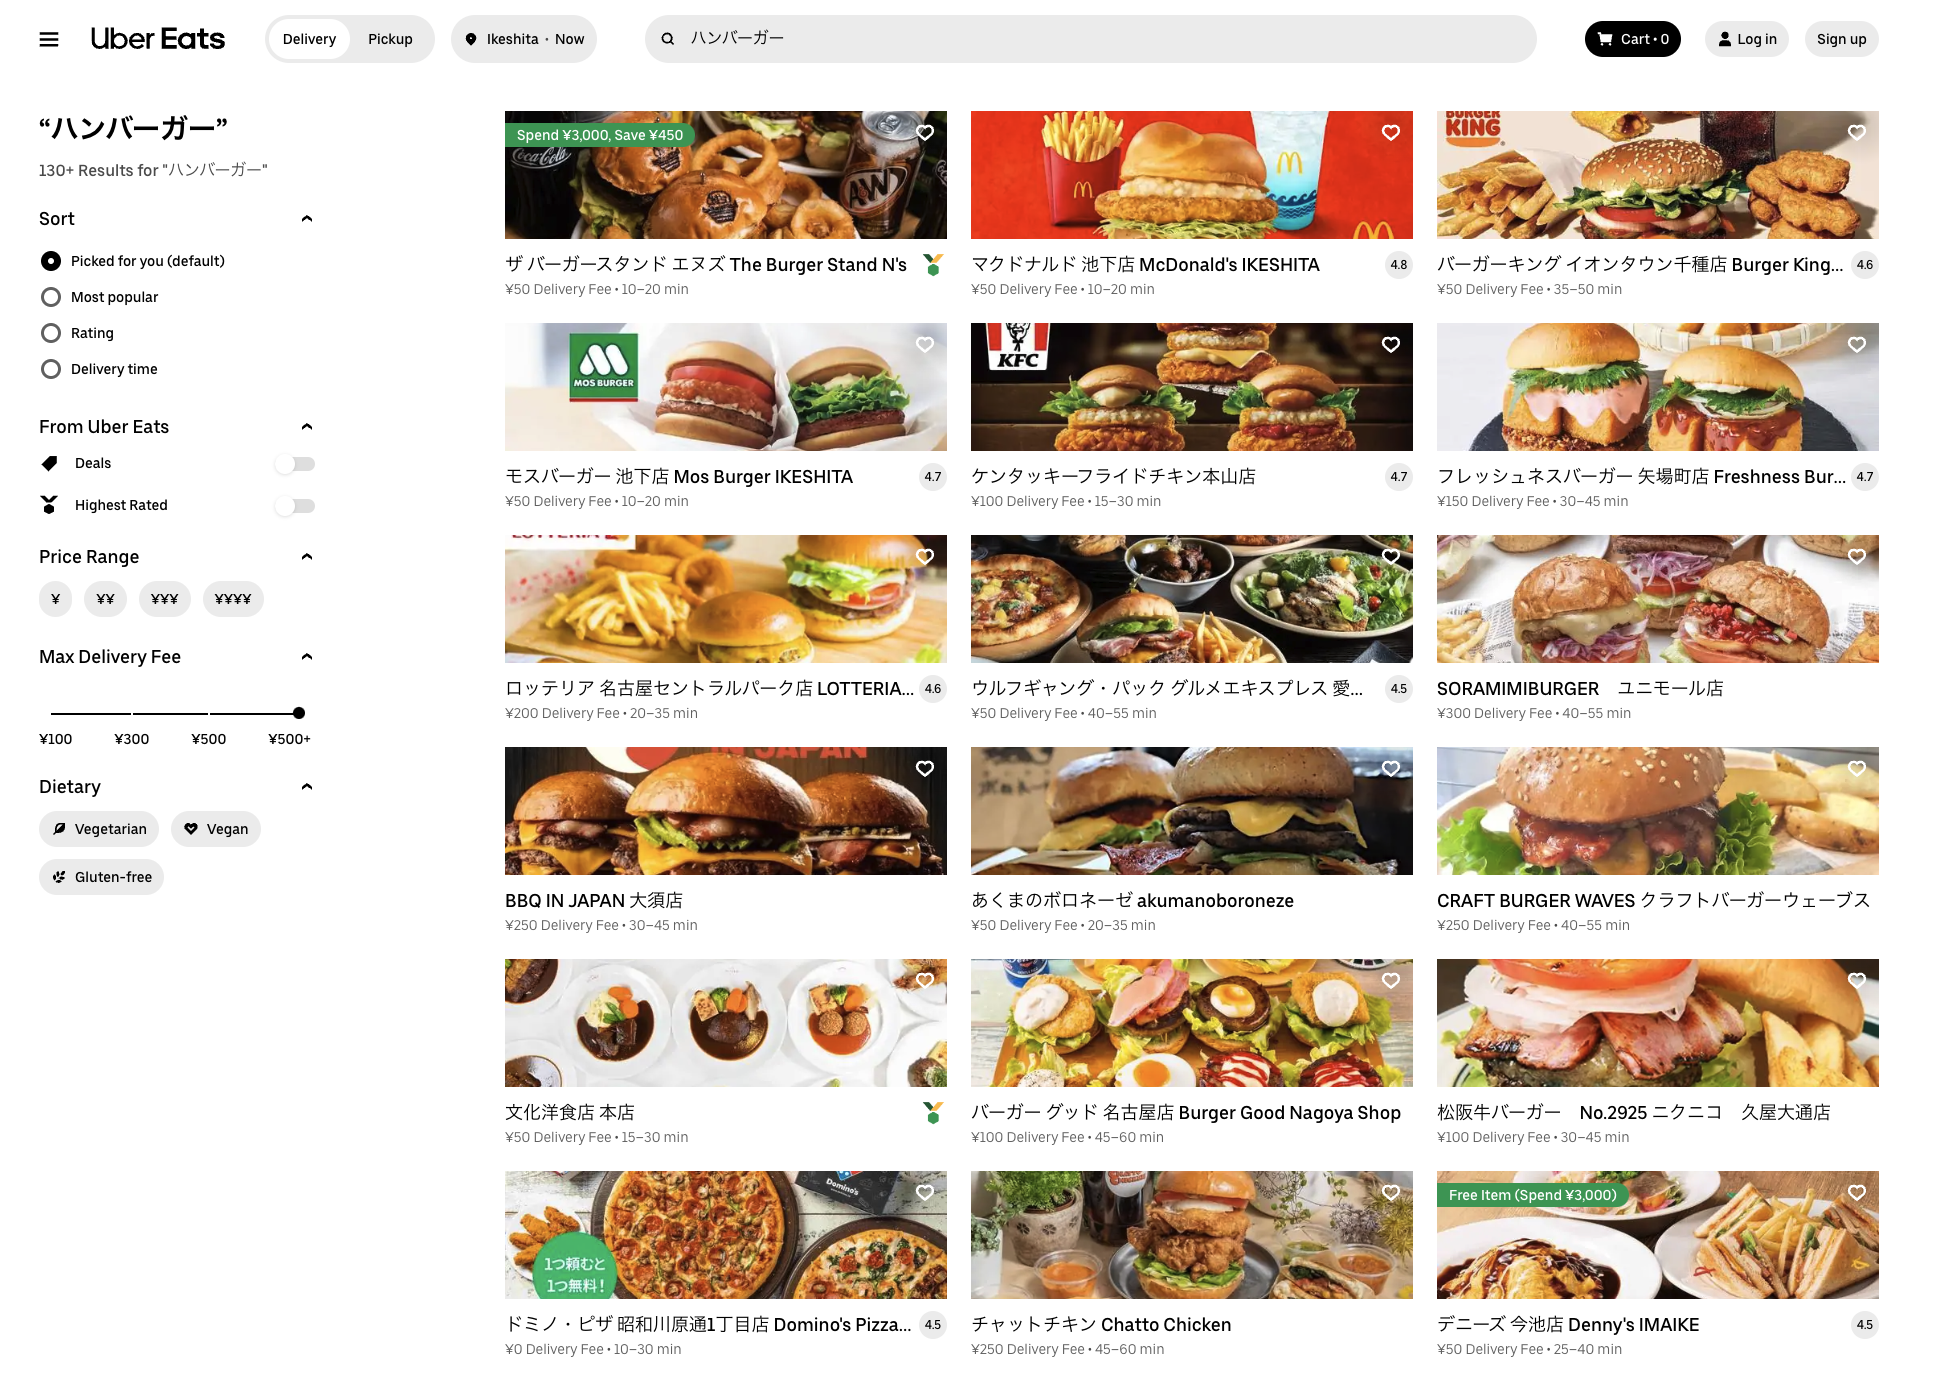 Uber Eats
Delivery Pickup
Ikeshita • Now
ハンバーガー
Cart • 0
Log in
Sign up
“ハンバーガー”
130+ Results for "ハンバーガー"
Sort
Picked for you (default)
Most popular
Rating
Delivery time
From Uber Eats
Deals
Highest Rated
Price Range
¥ ¥¥ ¥¥¥ ¥¥¥¥
Max Delivery Fee
¥100 ¥300 ¥500 ¥500+
Dietary
Vegetarian Vegan
Gluten-free
Spend ¥3,000, Save ¥450
Coca-Cola
A&W
ザ バーガースタンド エヌズ The Burger Stand N's
¥50 Delivery Fee • 10–20 min
マクドナルド 池下店 McDonald's IKESHITA 4.8
¥50 Delivery Fee • 10–20 min
BURGER
KING
バーガーキング イオンタウン千種店 Burger King... 4.6
¥50 Delivery Fee • 35–50 min
MOS BURGER
モスバーガー 池下店 Mos Burger IKESHITA 4.7
¥50 Delivery Fee • 10–20 min
KFC
ケンタッキーフライドチキン本山店 4.7
¥100 Delivery Fee • 15–30 min
フレッシュネスバーガー 矢場町店 Freshness Bur... 4.7
¥150 Delivery Fee • 30–45 min
LOTTERIA
ロッテリア 名古屋セントラルパーク店 LOTTERIA... 4.6
¥200 Delivery Fee • 20–35 min
ウルフギャング・パック グルメエキスプレス 愛... 4.5
¥50 Delivery Fee • 40–55 min
SORAMIMIBURGER　ユニモール店
¥300 Delivery Fee • 40–55 min
IN JAPAN
BBQ IN JAPAN 大須店
¥250 Delivery Fee • 30–45 min
あくまのボロネーゼ akumanoboroneze
¥50 Delivery Fee • 20–35 min
CRAFT BURGER WAVES クラフトバーガーウェーブス
¥250 Delivery Fee • 40–55 min
文化洋食店 本店
¥50 Delivery Fee • 15–30 min
バーガー グッド 名古屋店 Burger Good Nagoya Shop
¥100 Delivery Fee • 45–60 min
松阪牛バーガー　No.2925 ニクニコ　久屋大通店
¥100 Delivery Fee • 30–45 min
Domino's
1つ頼むと
1つ無料！
ドミノ・ピザ 昭和川原通1丁目店 Domino's Pizza... 4.5
¥0 Delivery Fee • 10–30 min
チャットチキン Chatto Chicken
¥250 Delivery Fee • 45–60 min
Free Item (Spend ¥3,000)
デニーズ 今池店 Denny's IMAIKE 4.5
¥50 Delivery Fee • 25–40 min